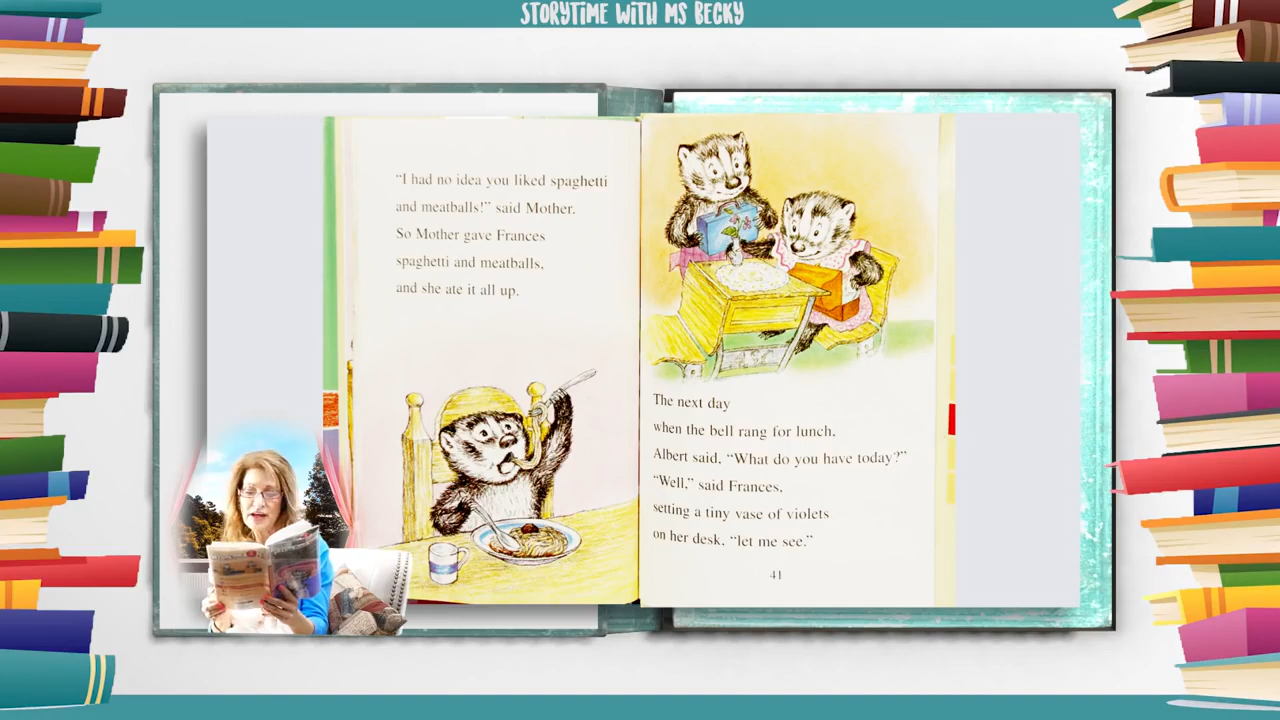 STORYTIME WITH MS BECKY
“I had no idea you liked spaghetti
and meatballs!” said Mother.
So Mother gave Frances
spaghetti and meatballs,
and she ate it all up.
The next day
when the bell rang for lunch,
Albert said, “What do you have today?”
“Well,” said Frances,
setting a tiny vase of violets
on her desk, “let me see.”
41